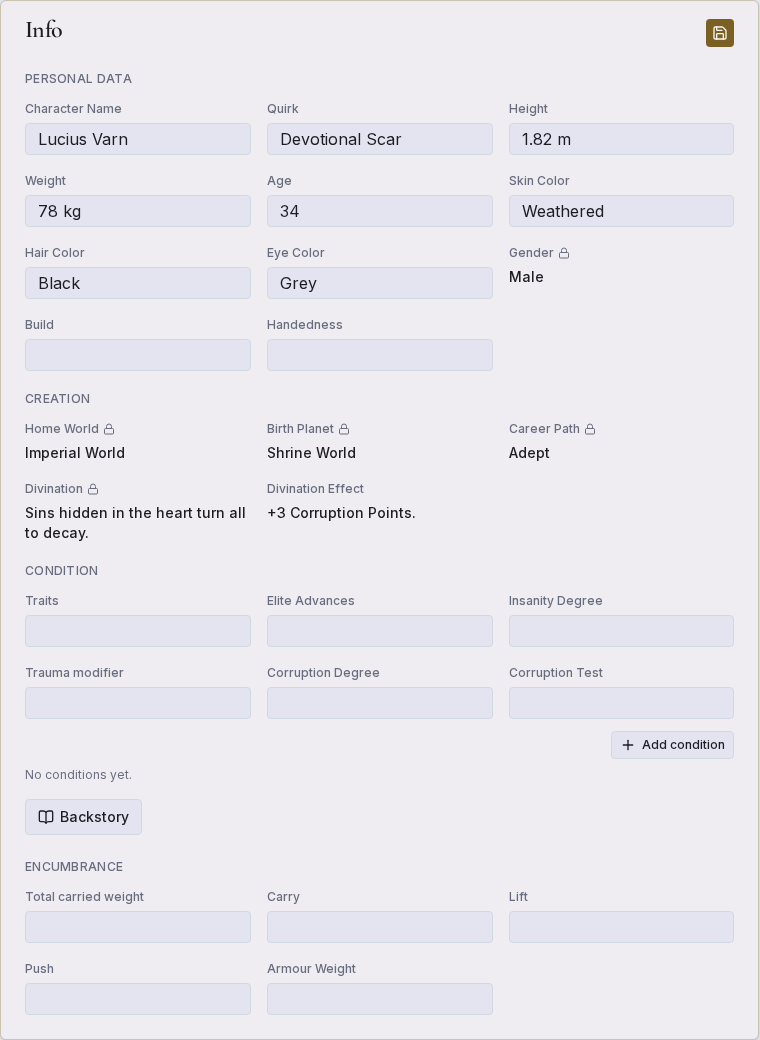 Info
PERSONAL DATA
Character Name
Quirk
Height
Lucius Varn
Devotional Scar
1.82 m
Weight
Age
Skin Color
78 kg
34
Weathered
Hair Color
Eye Color
Gender
Black
Grey
Male
Build
Handedness
CREATION
Home World
Birth Planet
Career Path
Imperial World
Shrine World
Adept
Divination
Divination Effect
Sins hidden in the heart turn all
to decay.
+3 Corruption Points.
CONDITION
Traits
Elite Advances
Insanity Degree
Trauma modifier
Corruption Degree
Corruption Test
Add condition
No conditions yet.
Backstory
ENCUMBRANCE
Total carried weight
Carry
Lift
Push
Armour Weight